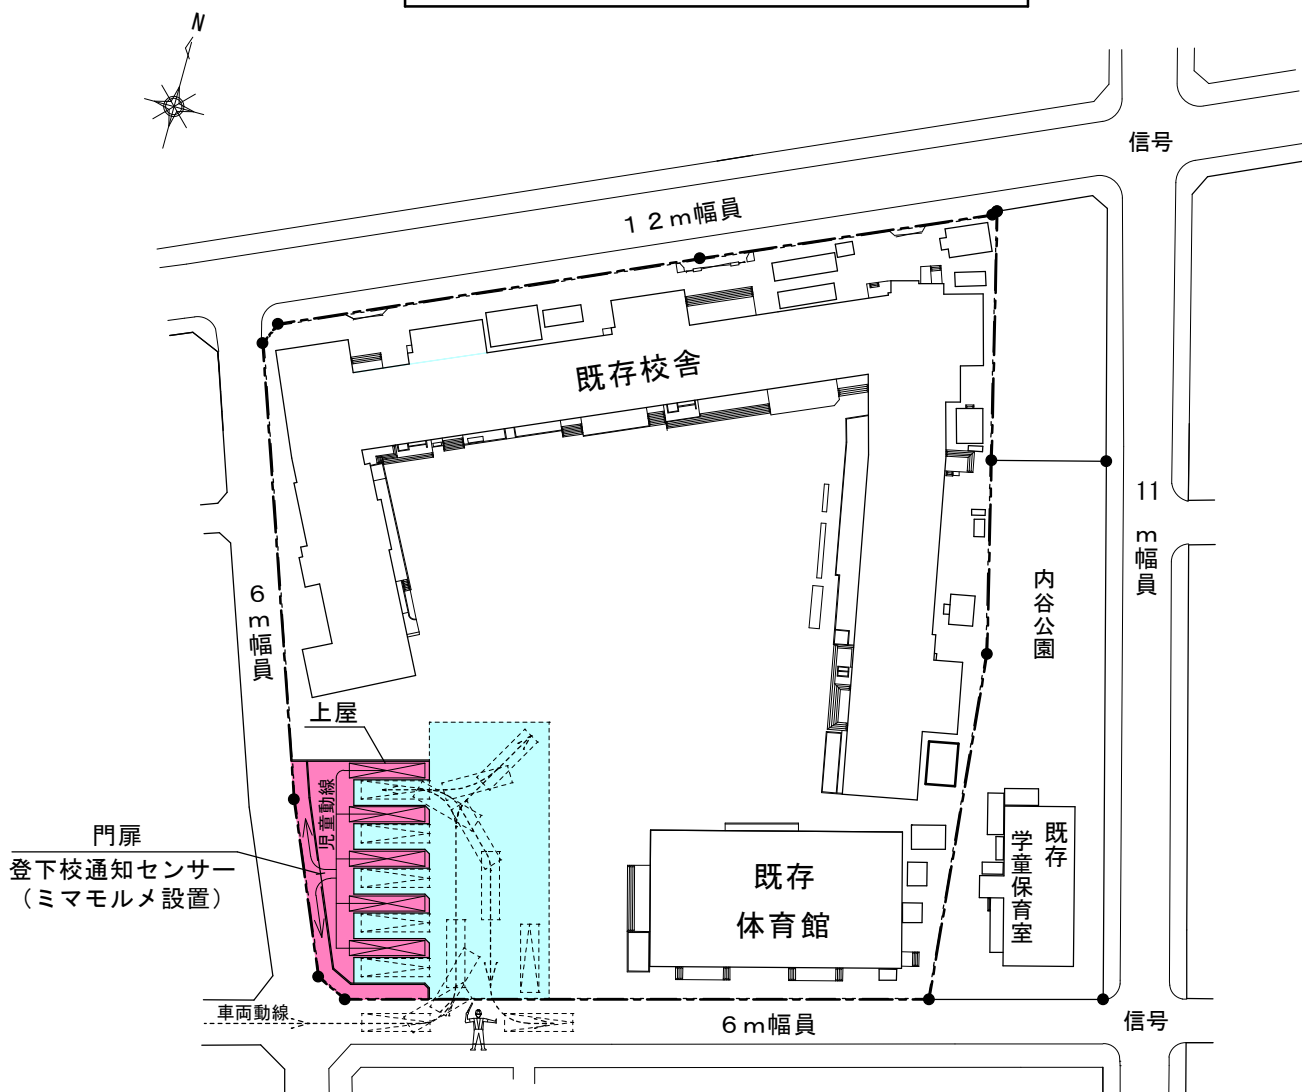 N
信号
１２ｍ幅員
既存校舎
11
ｍ幅員
内谷公園
6
ｍ幅員
上屋
児童動線
門扉
登下校通知センサー
（ミマモルメ設置）
既存
体育館
既存
学童保育室
車両動線
６ｍ幅員
信号